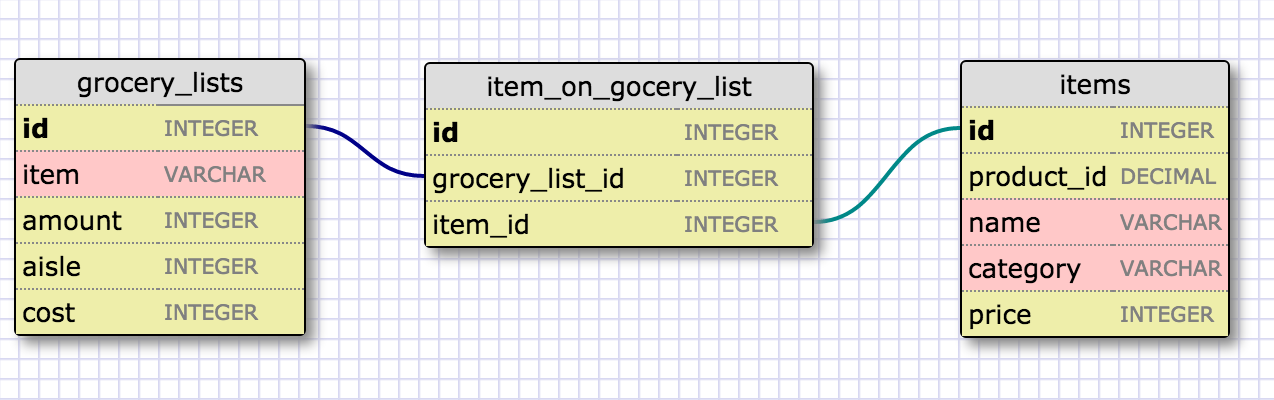 grocery_lists
id INTEGER
item VARCHAR
amount INTEGER
aisle INTEGER
cost INTEGER
item_on_gocery_list
id INTEGER
grocery_list_id INTEGER
item_id INTEGER
items
id INTEGER
product_id DECIMAL
name VARCHAR
category VARCHAR
price INTEGER